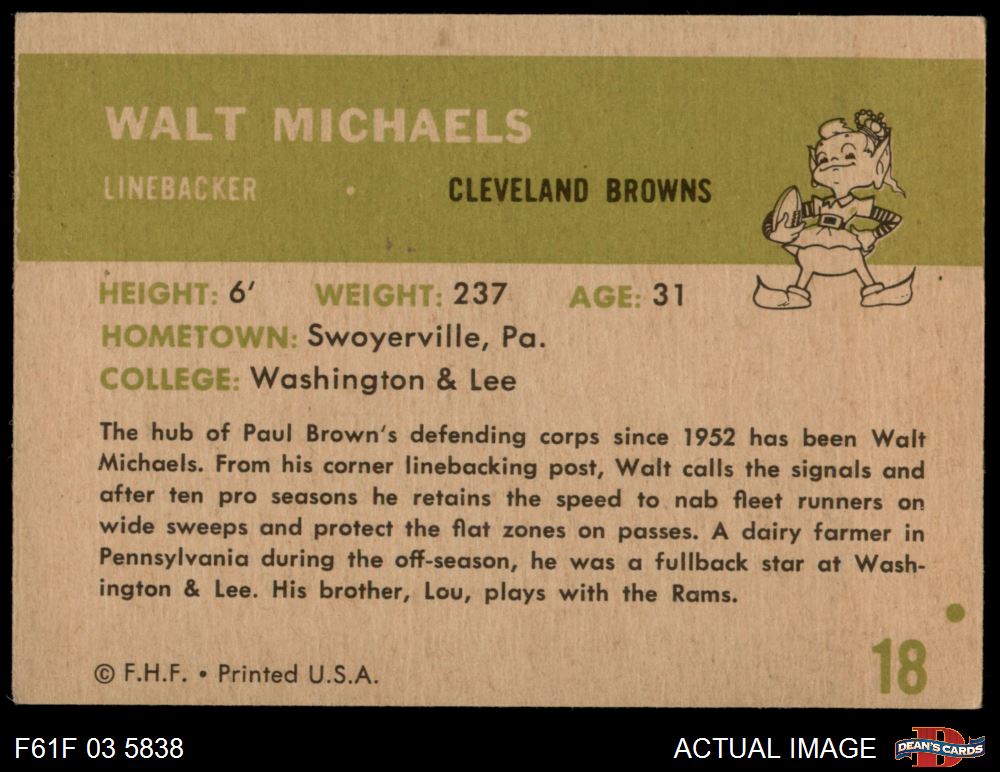 WALT MICHAELS
LINEBACKER • CLEVELAND BROWNS
HEIGHT: 6' WEIGHT: 237 AGE: 31
HOMETOWN: Swoyerville, Pa.
COLLEGE: Washington & Lee
The hub of Paul Brown's defending corps since 1952 has been Walt
Michaels. From his corner linebacking post, Walt calls the signals and
after ten pro seasons he retains the speed to nab fleet runners on
wide sweeps and protect the flat zones on passes. A dairy farmer in
Pennsylvania during the off-season, he was a fullback star at Wash-
ington & Lee. His brother, Lou, plays with the Rams.
18
© F.H.F. • Printed U.S.A.
F61F 03 5838
ACTUAL IMAGE
D
DEAN'S CARDS